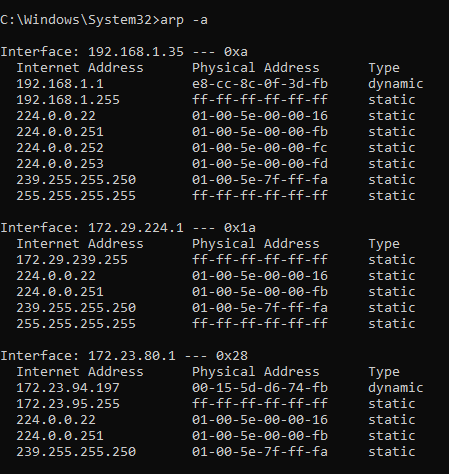 C:\Windows\System32>arp -a
Interface: 192.168.1.35 --- 0xa
Internet Address Physical Address Type
192.168.1.1 e8-cc-8c-0f-3d-fb dynamic
192.168.1.255 ff-ff-ff-ff-ff-ff static
224.0.0.22 01-00-5e-00-00-16 static
224.0.0.251 01-00-5e-00-00-fb static
224.0.0.252 01-00-5e-00-00-fc static
224.0.0.253 01-00-5e-00-00-fd static
239.255.255.250 01-00-5e-7f-ff-fa static
255.255.255.255 ff-ff-ff-ff-ff-ff static
Interface: 172.29.224.1 --- 0x1a
Internet Address Physical Address Type
172.29.239.255 ff-ff-ff-ff-ff-ff static
224.0.0.22 01-00-5e-00-00-16 static
224.0.0.251 01-00-5e-00-00-fb static
239.255.255.250 01-00-5e-7f-ff-fa static
255.255.255.255 ff-ff-ff-ff-ff-ff static
Interface: 172.23.80.1 --- 0x28
Internet Address Physical Address Type
172.23.94.197 00-15-5d-d6-74-fb dynamic
172.23.95.255 ff-ff-ff-ff-ff-ff static
224.0.0.22 01-00-5e-00-00-16 static
224.0.0.251 01-00-5e-00-00-fb static
239.255.255.250 01-00-5e-7f-ff-fa static